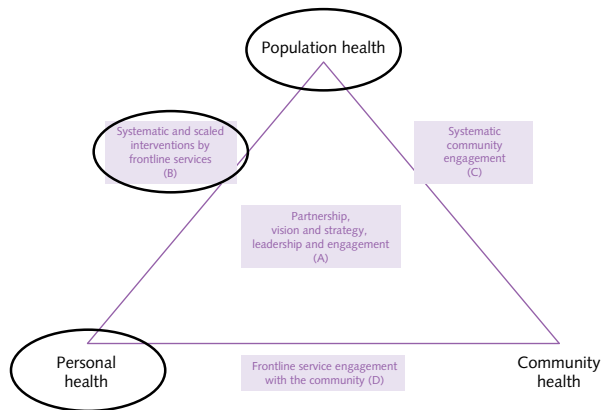 Population health
Systematic and scaled
interventions by
frontline services
(B)
Systematic
community
engagement
(C)
Partnership,
vision and strategy,
leadership and engagement
(A)
Personal
health
Frontline service engagement
with the community (D)
Community
health